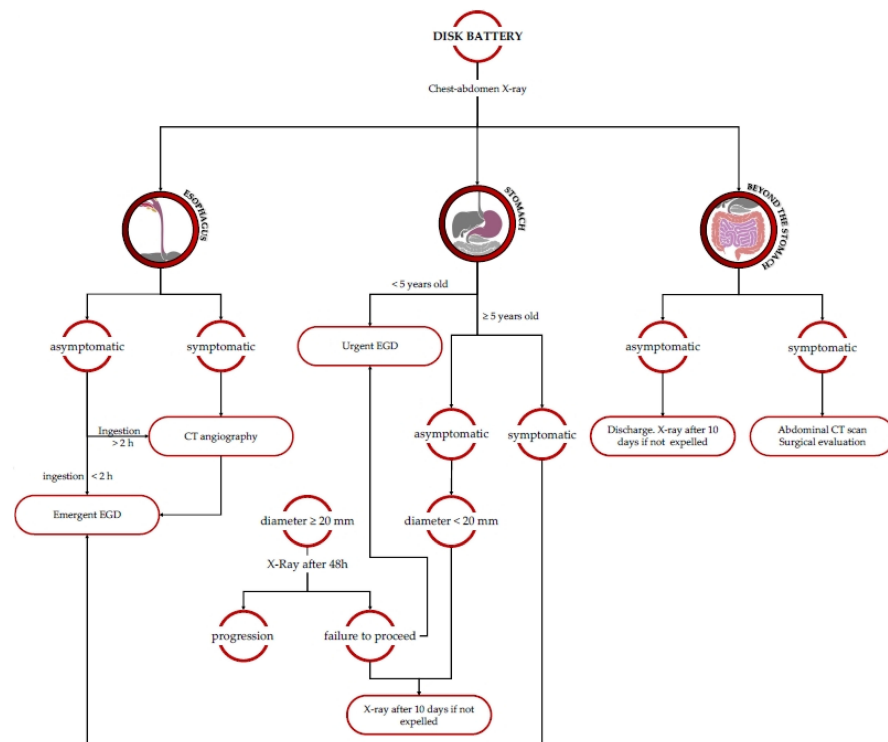 DISK BATTERY
Chest-abdomen X-ray
ESOPHAGUS
STOMACH
BEYOND THE STOMACH
< 5 years old
≥ 5 years old
asymptomatic
symptomatic
Urgent EGD
asymptomatic
symptomatic
Ingestion
> 2 h
CT angiography
asymptomatic
symptomatic
Discharge. X-ray after 10
days if not expelled
Abdominal CT scan
Surgical evaluation
ingestion < 2 h
Emergent EGD
diameter ≥ 20 mm
diameter < 20 mm
X-Ray after 48h
progression
failure to proceed
X-ray after 10 days if not
expelled